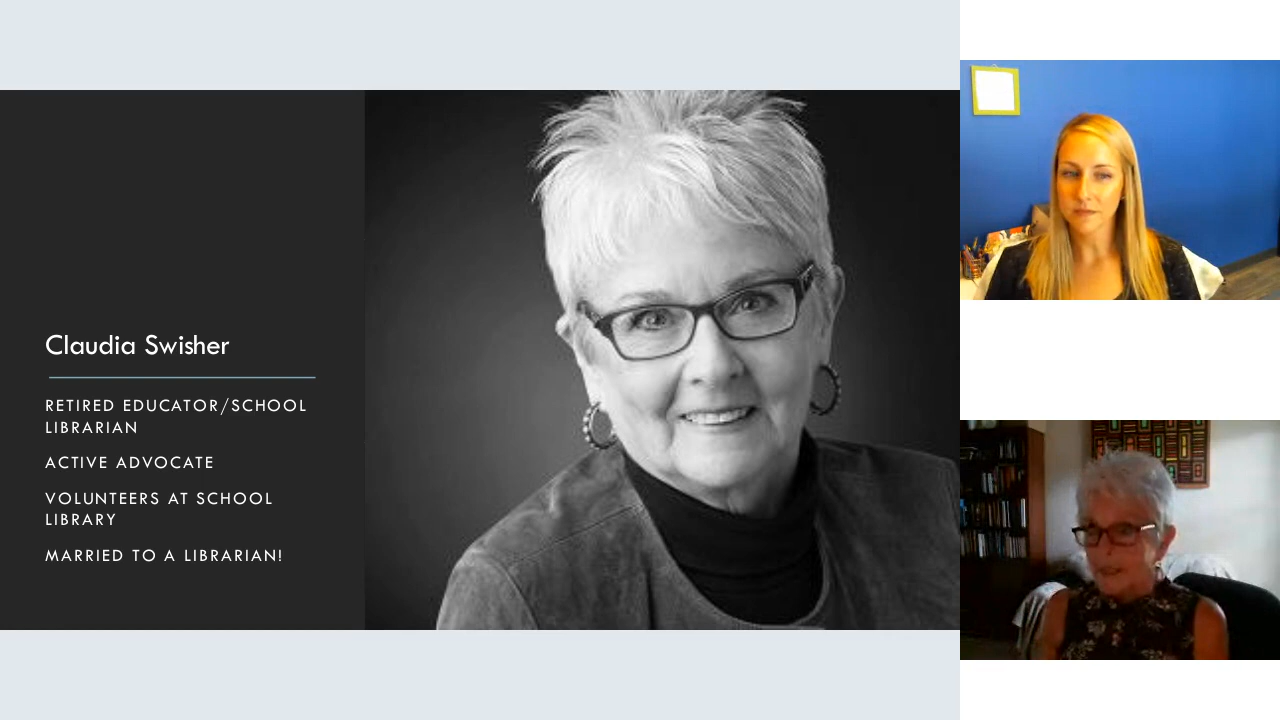 Claudia Swisher
RETIRED EDUCATOR/SCHOOL
LIBRARIAN
ACTIVE ADVOCATE
VOLUNTEERS AT SCHOOL
LIBRARY
MARRIED TO A LIBRARIAN!